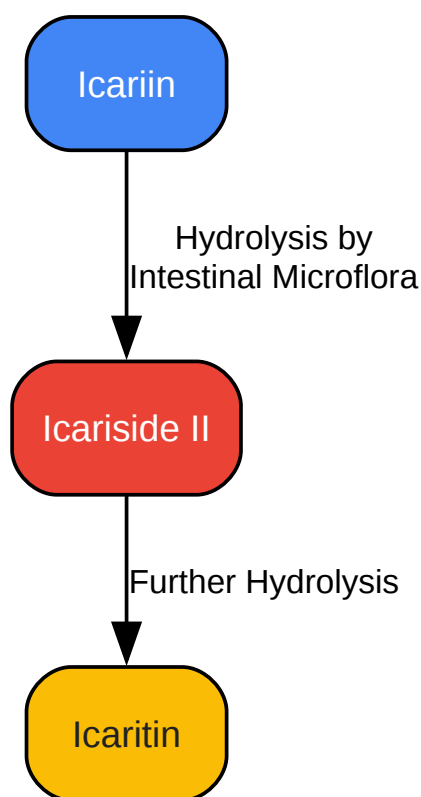 Icariin
Hydrolysis by
Intestinal Microflora
Icariside II
Further Hydrolysis
Icaritin